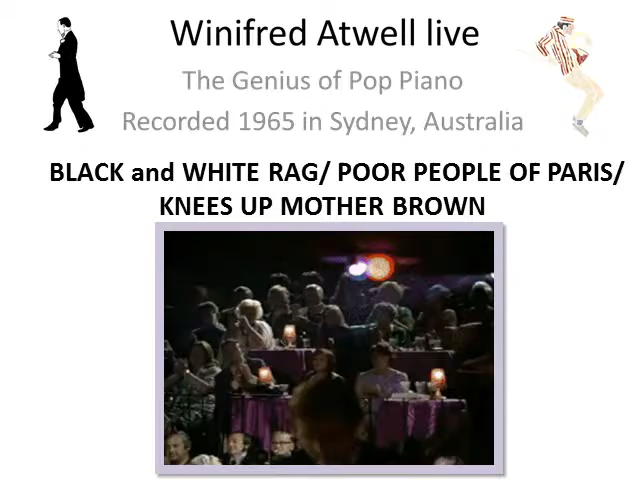 Winifred Atwell live
The Genius of Pop Piano
Recorded 1965 in Sydney, Australia
BLACK and WHITE RAG/ POOR PEOPLE OF PARIS/
KNEES UP MOTHER BROWN